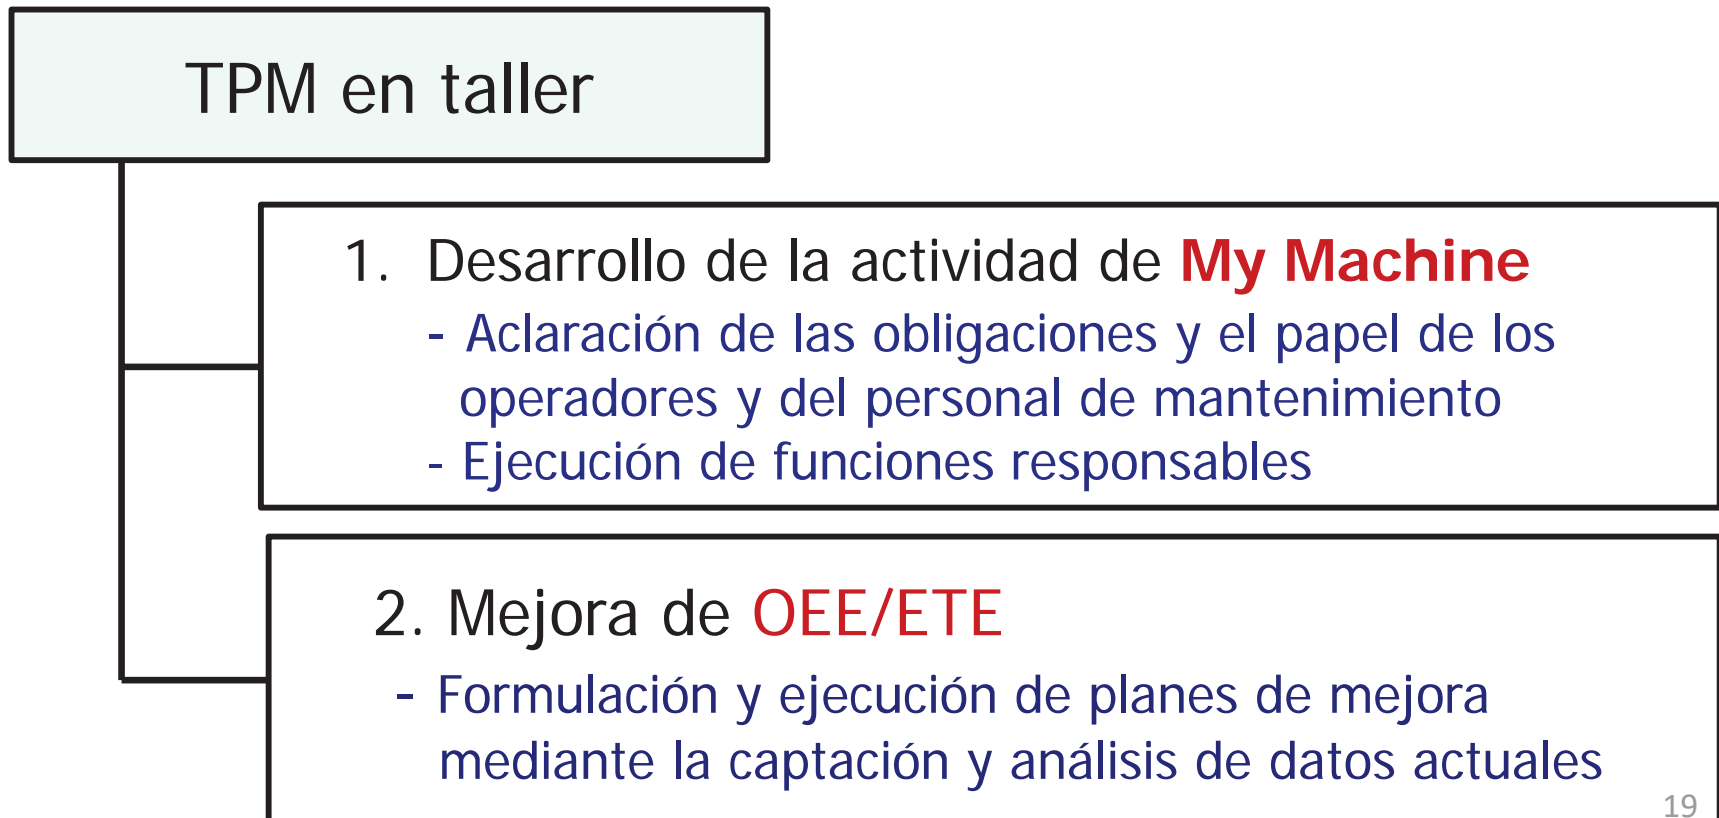 TPM en taller
1. Desarrollo de la actividad de My Machine
- Aclaración de las obligaciones y el papel de los
operadores y del personal de mantenimiento
- Ejecución de funciones responsables
2. Mejora de OEE/ETE
- Formulación y ejecución de planes de mejora
mediante la captación y análisis de datos actuales
19